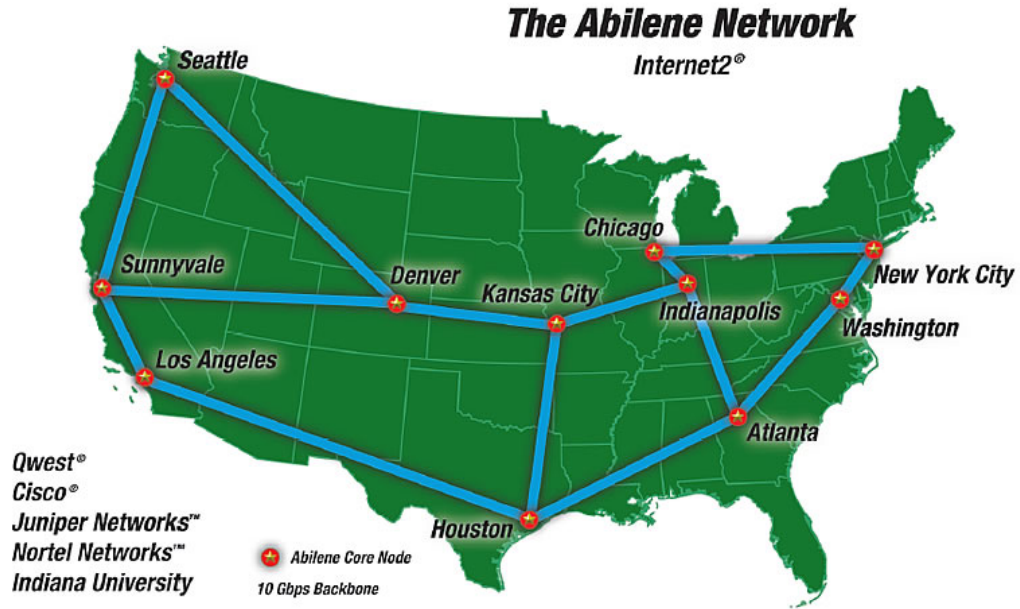 The Abilene Network
Internet2®
Seattle
Chicago
New York City
Sunnyvale
Denver
Kansas City
Indianapolis
Washington
Los Angeles
Atlanta
Houston
Qwest®
Cisco®
Juniper Networks™
Nortel Networks™
Indiana University
Abilene Core Node
10 Gbps Backbone